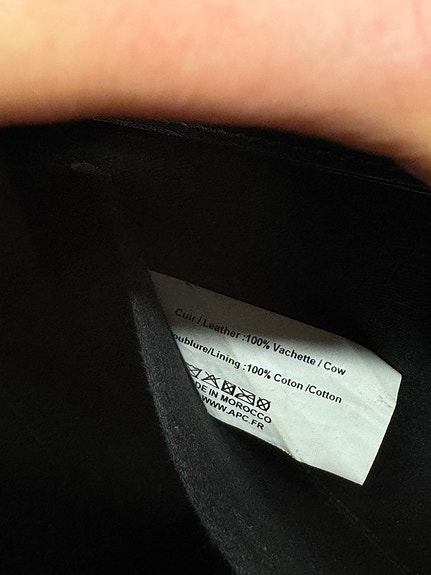 Cuir / Leather :100% Vachette / Cow
oublure/Lining :100% Coton /Cotton
DE IN MOROCCO
WWW.APC.FR